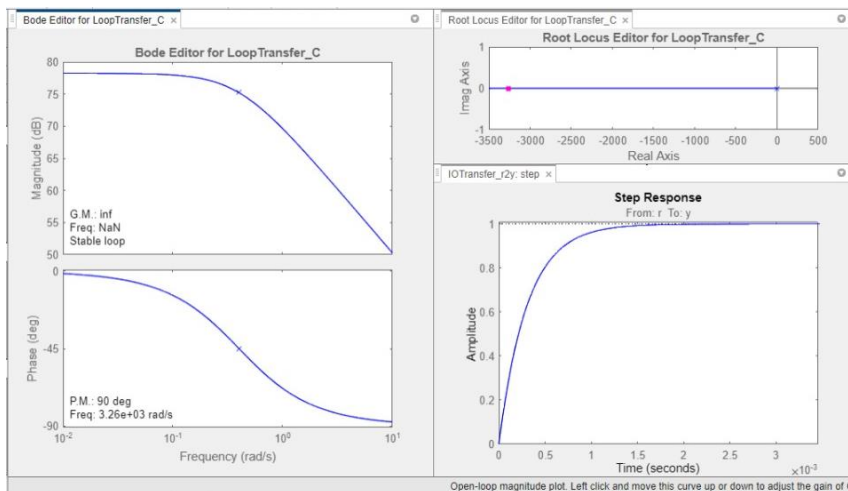 Bode Editor for LoopTransfer_C ×
Bode Editor for LoopTransfer_C
80
75
70
65
60
55
50
Magnitude (dB)
G.M.: inf
Freq: NaN
Stable loop
0
-45
-90
Phase (deg)
P.M.: 90 deg
Freq: 3.26e+03 rad/s
10^-2 10^-1 10^0 10^1
Frequency (rad/s)
Root Locus Editor for LoopTransfer_C ×
Root Locus Editor for LoopTransfer_C
1
0
-1
Imag Axis
-3500 -3000 -2500 -2000 -1500 -1000 -500 0 500
Real Axis
IOTransfer_r2y: step ×
Step Response
From: r To: y
1
0.8
0.6
0.4
0.2
0
Amplitude
0 0.5 1 1.5 2 2.5 3
×10^-3
Time (seconds)
Open-loop magnitude plot. Left click and move this curve up or down to adjust the gain of